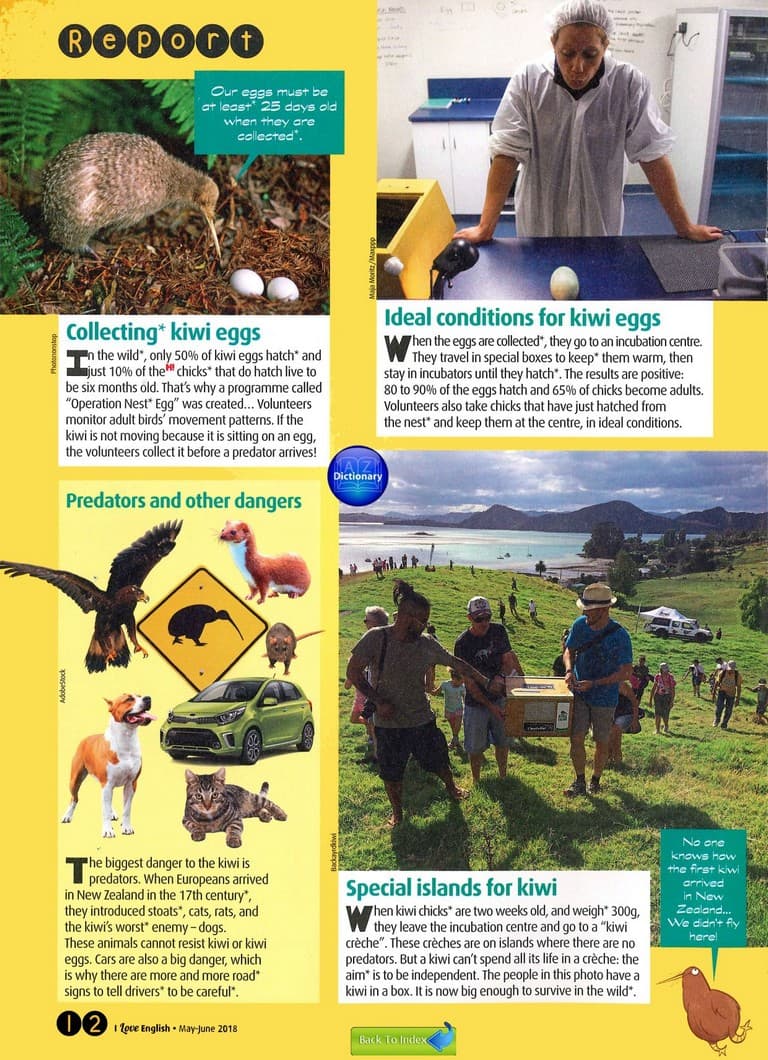 Report
Our eggs must be
at least* 25 days old
when they are
collected*.
Photononstop
Collecting* kiwi eggs
In the wild*, only 50% of kiwi eggs hatch* and
just 10% of the H! chicks* that do hatch live to
be six months old. That's why a programme called
"Operation Nest* Egg" was created... Volunteers
monitor adult birds' movement patterns. If the
kiwi is not moving because it is sitting on an egg,
the volunteers collect it before a predator arrives!
Maja Moritz/Maxppp
Ideal conditions for kiwi eggs
When the eggs are collected*, they go to an incubation centre.
They travel in special boxes to keep* them warm, then
stay in incubators until they hatch*. The results are positive:
80 to 90% of the eggs hatch and 65% of chicks become adults.
Volunteers also take chicks that have just hatched from
the nest* and keep them at the centre, in ideal conditions.
AZ
Dictionary
Predators and other dangers
AdobeStock
The biggest danger to the kiwi is
predators. When Europeans arrived
in New Zealand in the 17th century*,
they introduced stoats*, cats, rats, and
the kiwi's worst* enemy – dogs.
These animals cannot resist kiwi or kiwi
eggs. Cars are also a big danger, which
is why there are more and more road*
signs to tell drivers* to be careful*.
Backayrdkiwi
Special islands for kiwi
When kiwi chicks* are two weeks old, and weigh* 300g,
they leave the incubation centre and go to a "kiwi
crèche". These crèches are on islands where there are no
predators. But a kiwi can't spend all its life in a crèche: the
aim* is to be independent. The people in this photo have a
kiwi in a box. It is now big enough to survive in the wild*.
No one
knows how
the first kiwi
arrived
in New
Zealand...
We didn't fly
here!
12 I Love English • May-June 2018
Back To Index